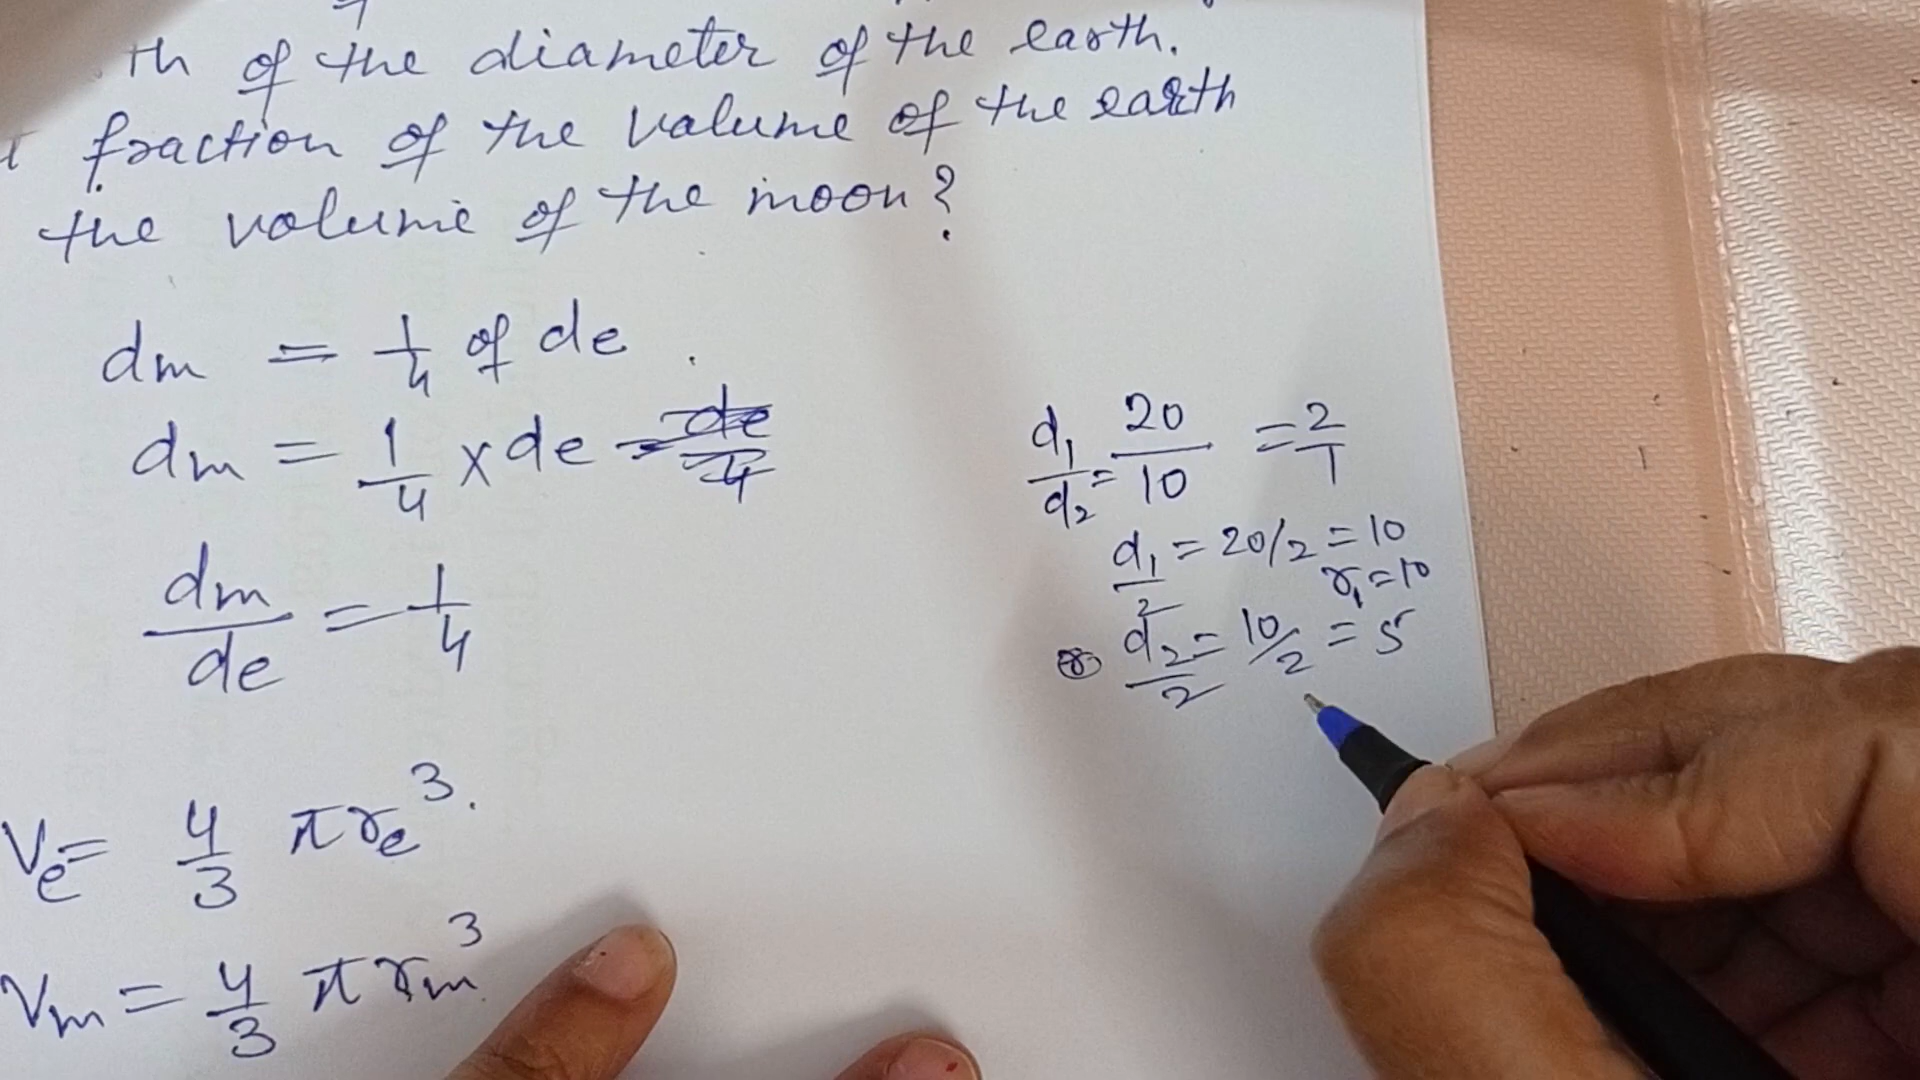 th of the diameter of the earth.
fraction of the valume of the earth
the volume of the moon?
dm = 1/4 of de
dm = 1/4 x de = de/4
dm/de = 1/4
Ve = 4/3 πre³.
Vm = 4/3 πrm³
d1/d2 = 20/10 = 2/1
d1/2 = 20/2 = 10
r1 = 10
d2/2 = 10/2 = 5